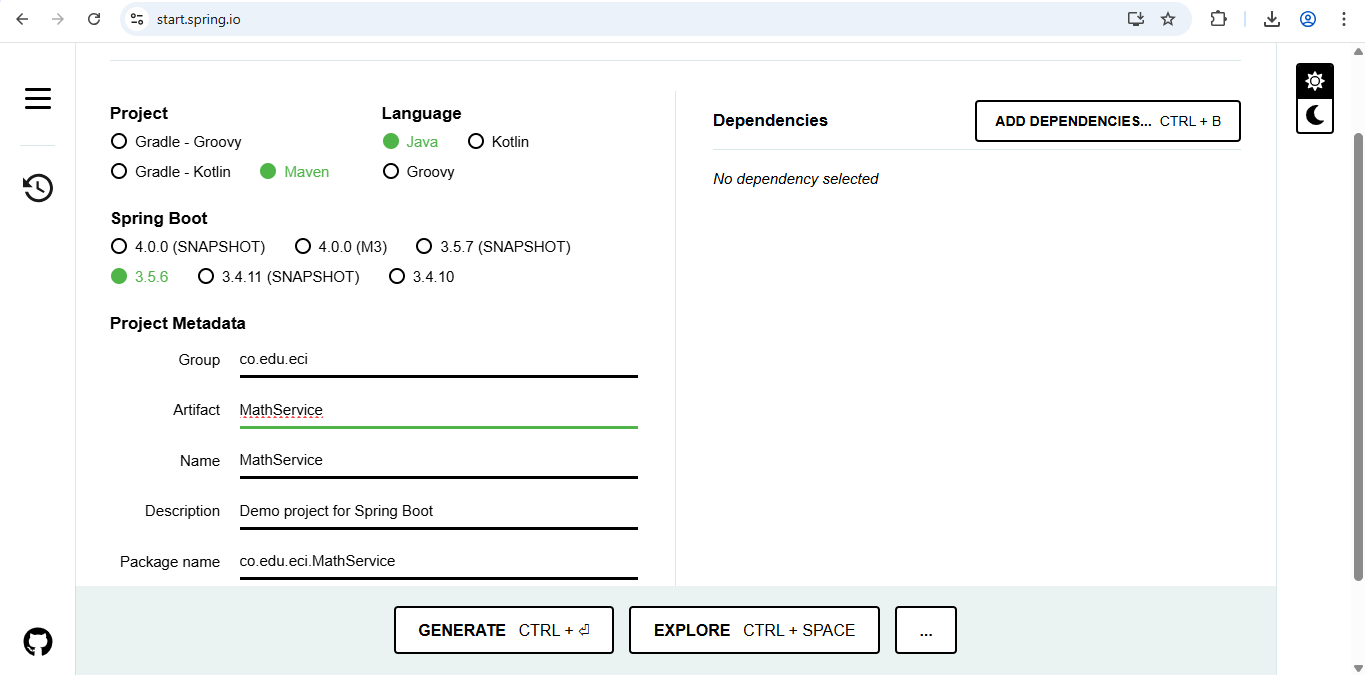 start.spring.io
Project
Gradle - Groovy
Gradle - Kotlin
Maven
Language
Java
Kotlin
Groovy
Spring Boot
4.0.0 (SNAPSHOT)
4.0.0 (M3)
3.5.7 (SNAPSHOT)
3.5.6
3.4.11 (SNAPSHOT)
3.4.10
Project Metadata
Group co.edu.eci
Artifact MathService
Name MathService
Description Demo project for Spring Boot
Package name co.edu.eci.MathService
Dependencies
ADD DEPENDENCIES... CTRL + B
No dependency selected
GENERATE CTRL + ⏎
EXPLORE CTRL + SPACE
...